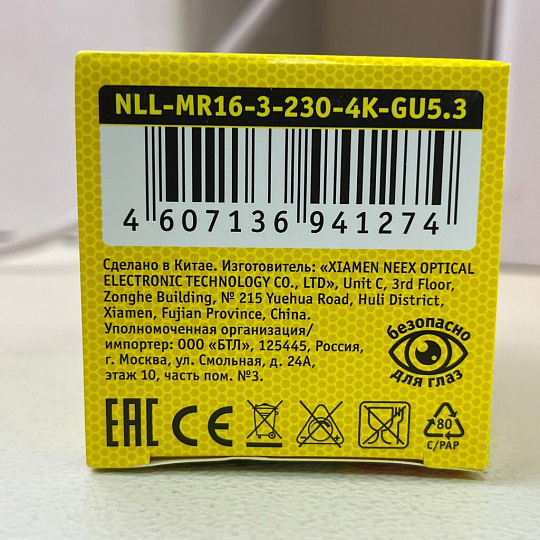 NLL-MR16-3-230-4K-GU5.3
4 607136 941274
Сделано в Китае. Изготовитель: «XIAMEN NEEX OPTICAL
ELECTRONIC TECHNOLOGY CO., LTD», Unit C, 3rd Floor,
Zonghe Building, № 215 Yuehua Road, Huli District,
Xiamen, Fujian Province, China.
Уполномоченная организация/
импортер: ООО «БТЛ», 125445, Россия,
г. Москва, ул. Смольная, д. 24А,
этаж 10, часть пом. №3.
безопасно
для глаз
EAC CE
80
C/PAP